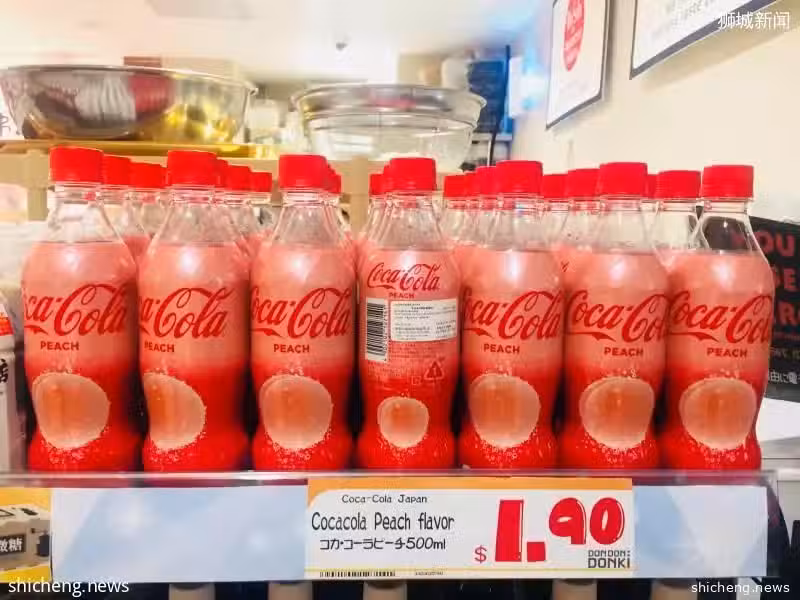 狮城新闻
Coca-Cola
PEACH
Coca-Cola
PEACH
Coca-Cola
PEACH
Coca-Cola
PEACH
Coca-Cola
PEACH
Coca-Cola
PEACH
Coca-Cola
PEACH
Coca-Cola Japan
Cocacola Peach flavor
コカ・コーラピーチ500ml
$1.90
DON DON:
DONKI
微糖
shicheng.news
shicheng.news